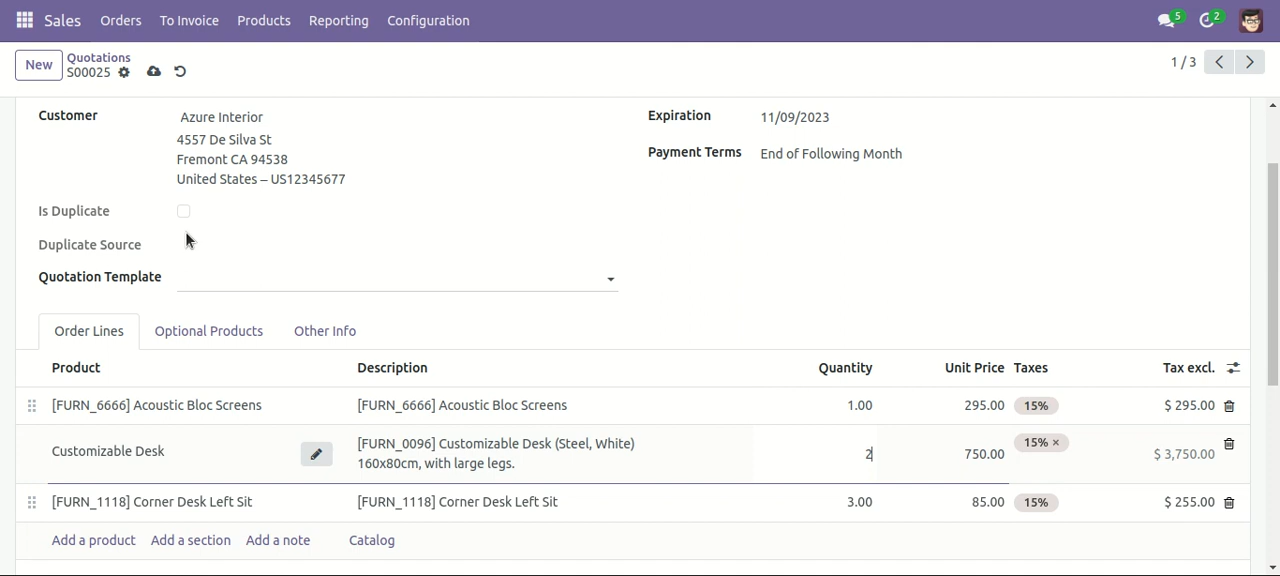 Sales Orders To Invoice Products Reporting Configuration 5 2
New Quotations
S00025 1 / 3
Customer Azure Interior Expiration 11/09/2023
4557 De Silva St
Fremont CA 94538 Payment Terms End of Following Month
United States – US12345677
Is Duplicate
Duplicate Source
Quotation Template
Order Lines Optional Products Other Info
Product Description Quantity Unit Price Taxes Tax excl.
[FURN_6666] Acoustic Bloc Screens [FURN_6666] Acoustic Bloc Screens 1.00 295.00 15% $ 295.00
Customizable Desk [FURN_0096] Customizable Desk (Steel, White) 2 750.00 15% × $ 3,750.00
160x80cm, with large legs.
[FURN_1118] Corner Desk Left Sit [FURN_1118] Corner Desk Left Sit 3.00 85.00 15% $ 255.00
Add a product Add a section Add a note Catalog